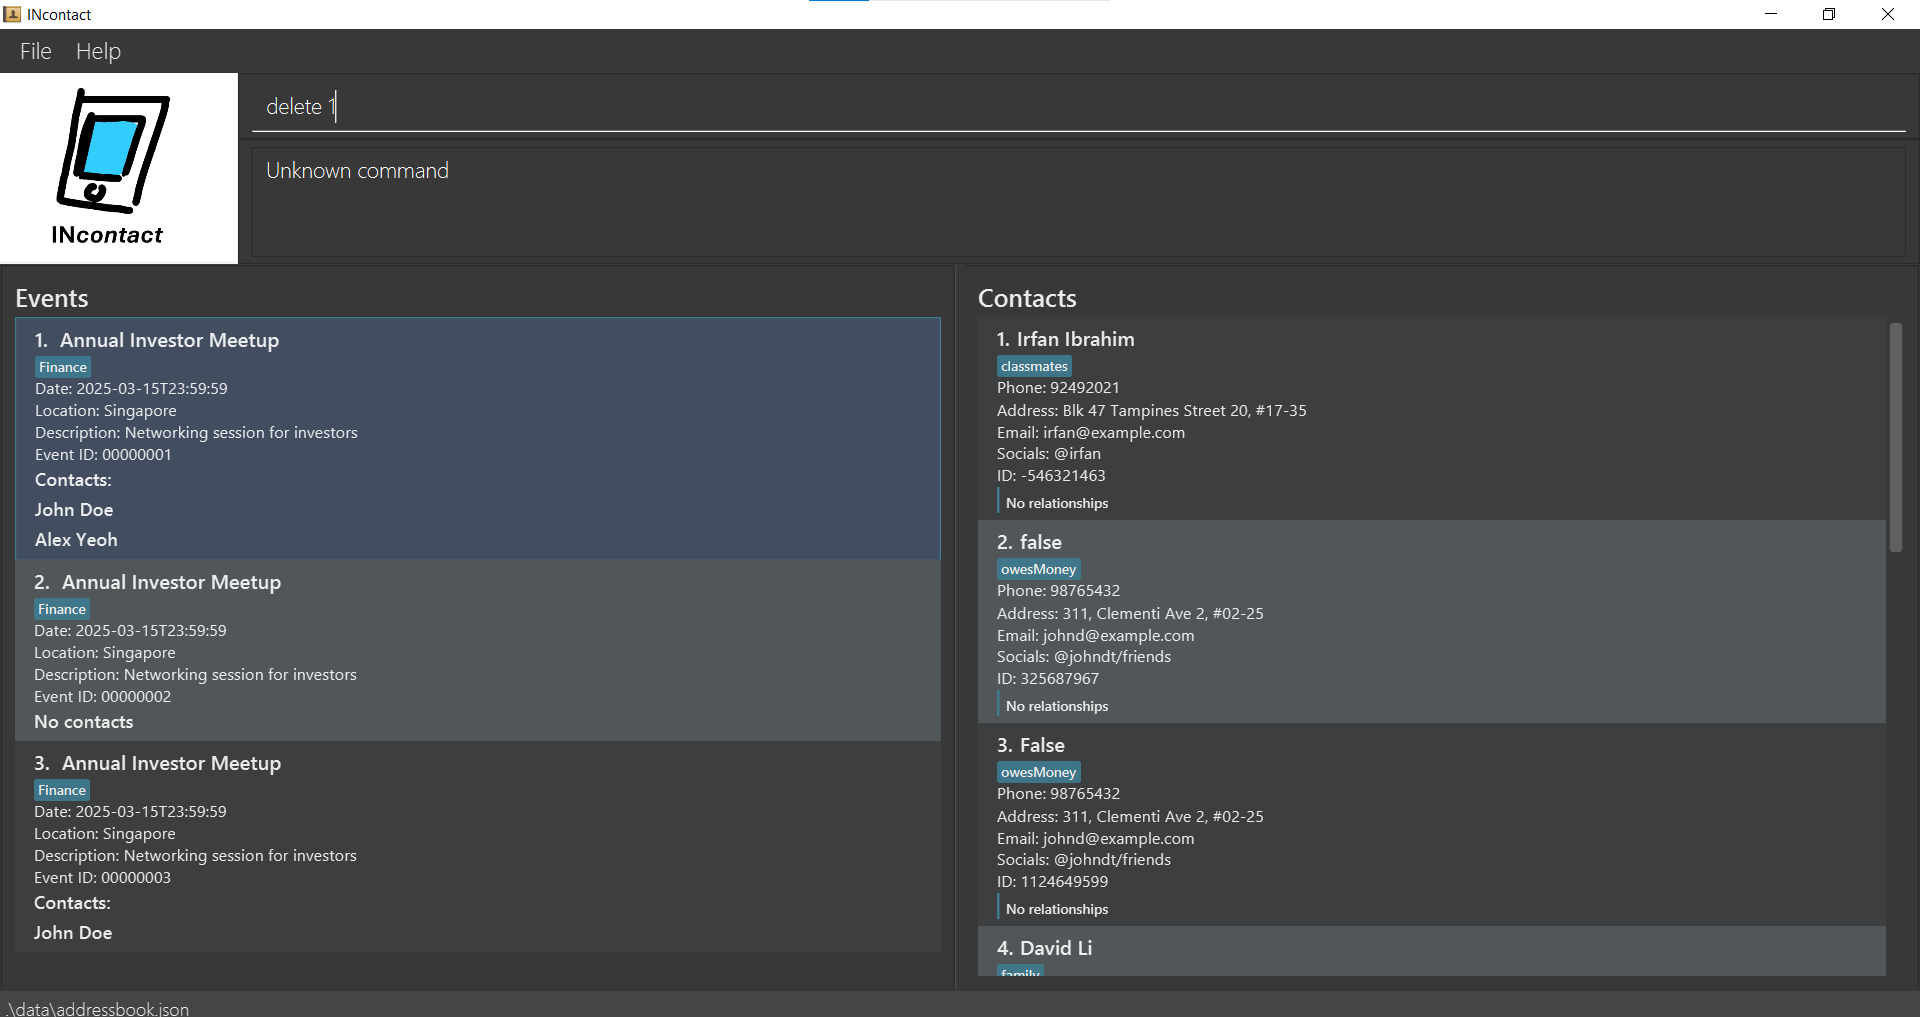 INcontact
File Help
INcontact
delete 1
Unknown command
Events
1. Annual Investor Meetup
Finance
Date: 2025-03-15T23:59:59
Location: Singapore
Description: Networking session for investors
Event ID: 00000001
Contacts:
John Doe
Alex Yeoh
2. Annual Investor Meetup
Finance
Date: 2025-03-15T23:59:59
Location: Singapore
Description: Networking session for investors
Event ID: 00000002
No contacts
3. Annual Investor Meetup
Finance
Date: 2025-03-15T23:59:59
Location: Singapore
Description: Networking session for investors
Event ID: 00000003
Contacts:
John Doe
Contacts
1. Irfan Ibrahim
classmates
Phone: 92492021
Address: Blk 47 Tampines Street 20, #17-35
Email: irfan@example.com
Socials: @irfan
ID: -546321463
No relationships
2. false
owesMoney
Phone: 98765432
Address: 311, Clementi Ave 2, #02-25
Email: johnd@example.com
Socials: @johndt/friends
ID: 325687967
No relationships
3. False
owesMoney
Phone: 98765432
Address: 311, Clementi Ave 2, #02-25
Email: johnd@example.com
Socials: @johndt/friends
ID: 1124649599
No relationships
4. David Li
family
.\data\addressbook.json